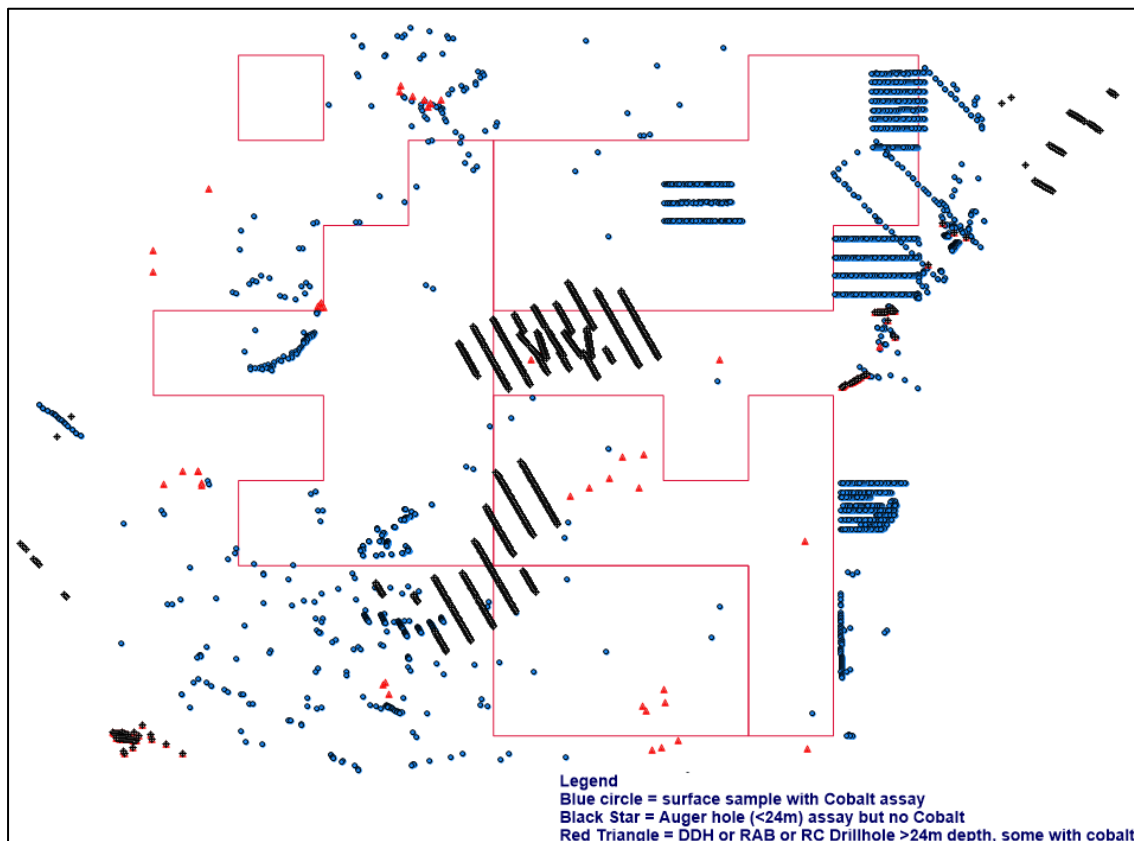 Legend
Blue circle = surface sample with Cobalt assay
Black Star = Auger hole (<24m) assay but no Cobalt
Red Triangle = DDH or RAB or RC Drillhole >24m depth, some with cobalt